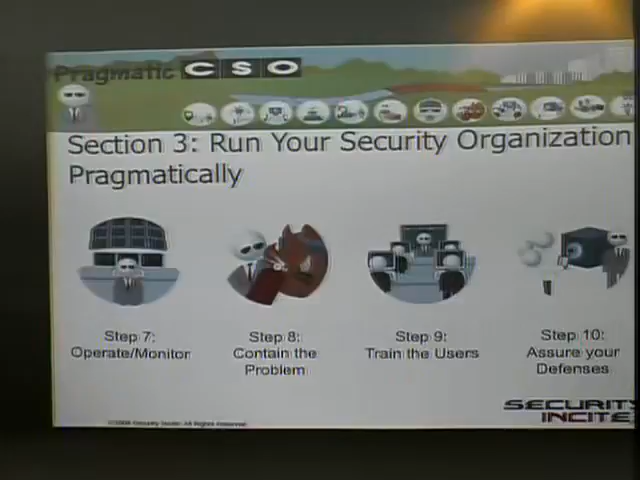 Pragmatic CSO
Section 3: Run Your Security Organization
Pragmatically
Step 7:
Operate/Monitor
Step 8:
Contain the
Problem
Step 9:
Train the Users
Step 10:
Assure your
Defenses
SECURITY
INCITE